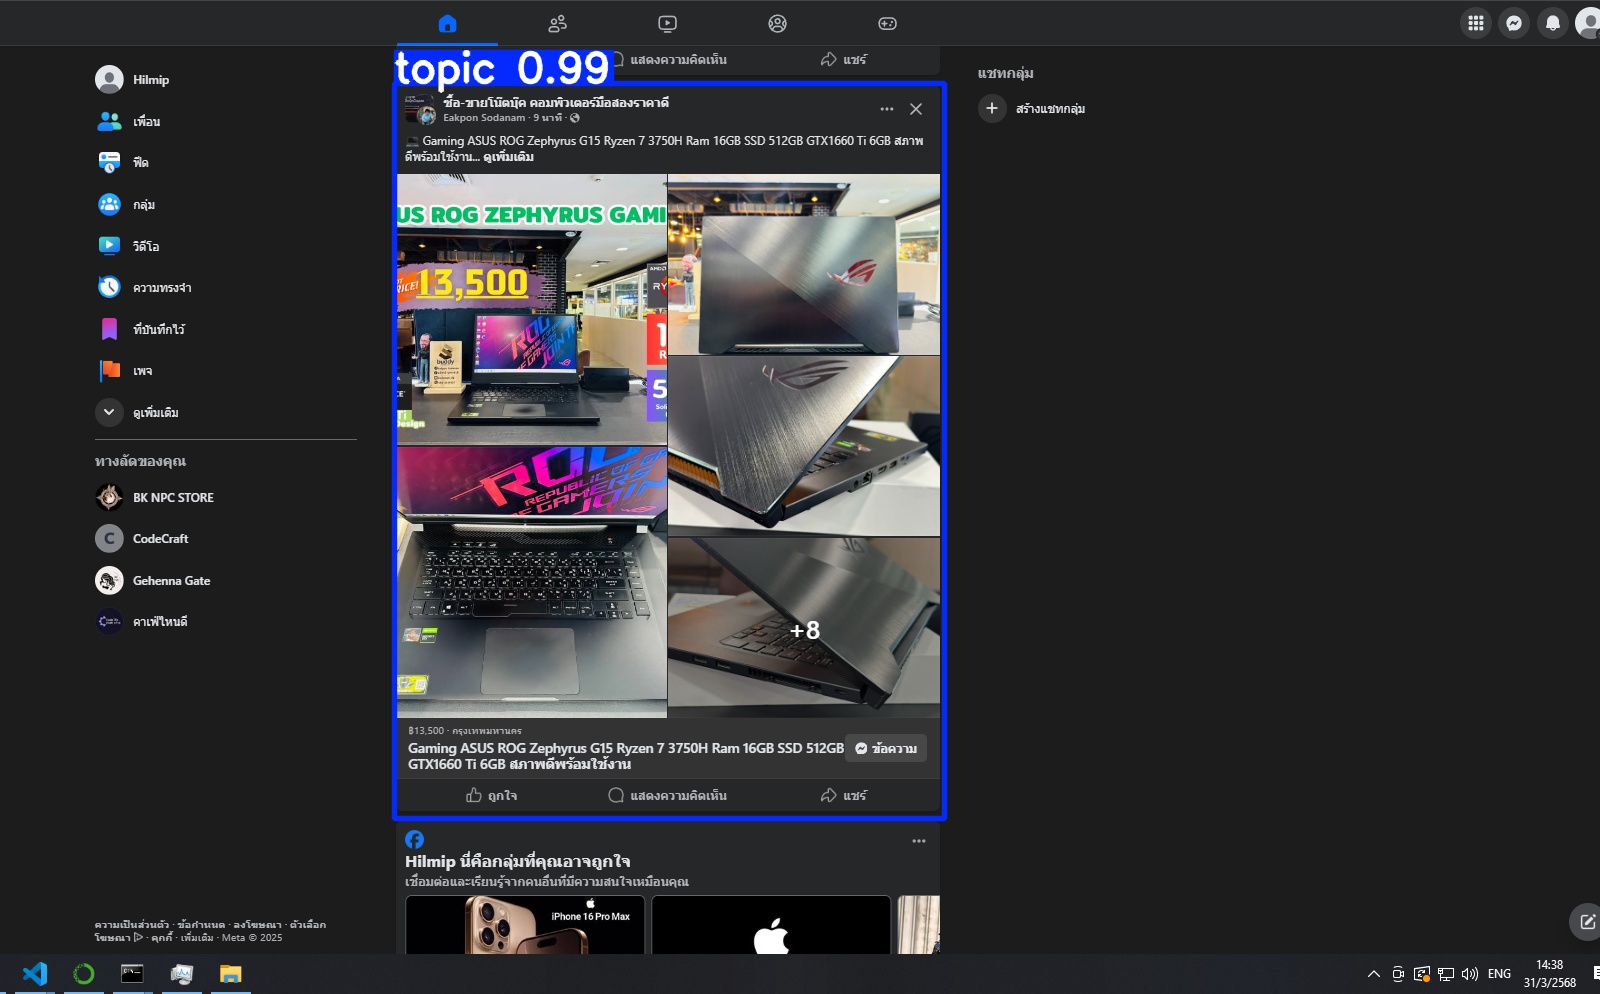 แสดงความคิดเห็น
แชร์
topic 0.99
Hilmip
เพื่อน
ฟีด
กลุ่ม
วิดีโอ
ความทรงจำ
ที่บันทึกไว้
เพจ
ดูเพิ่มเติม
ทางลัดของคุณ
BK NPC STORE
CodeCraft
Gehenna Gate
คาเฟ่ไหนดี
ความเป็นส่วนตัว · ข้อกำหนด · ลงโฆษณา · ตัวเลือก
โฆษณา · คุกกี้ · เพิ่มเติม · Meta © 2025
ซื้อ-ขายโน๊ตบุ๊ค คอมพิวเตอร์มือสองราคาดี
Eakpon Sodanam · 9 นาที ·
Gaming ASUS ROG Zephyrus G15 Ryzen 7 3750H Ram 16GB SSD 512GB GTX1660 Ti 6GB สภาพ
ดีพร้อมใช้งาน... ดูเพิ่มเติม
US ROG ZEPHYRUS GAMI
13,500
buddy
ROG
REPUBLIC OF
GAMERS
JOIN
+8
฿13,500 · กรุงเทพมหานคร
Gaming ASUS ROG Zephyrus G15 Ryzen 7 3750H Ram 16GB SSD 512GB
GTX1660 Ti 6GB สภาพดีพร้อมใช้งาน
ข้อความ
ถูกใจ
แสดงความคิดเห็น
แชร์
Hilmip นี่คือกลุ่มที่คุณอาจถูกใจ
เชื่อมต่อและเรียนรู้จากคนอื่นที่มีความสนใจเหมือนคุณ
iPhone 16 Pro Max
แชทกลุ่ม
สร้างแชทกลุ่ม
ENG
14:38
31/3/2568